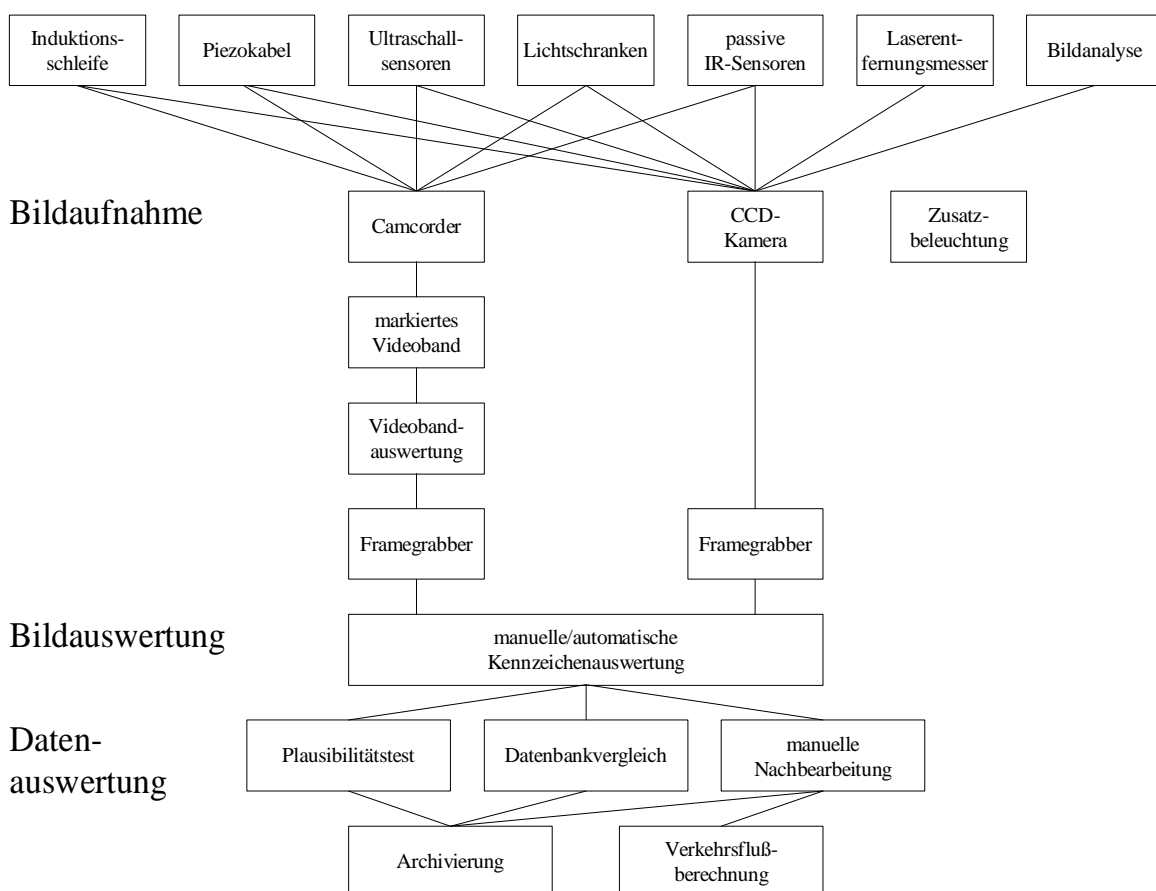 Induktions-
schleife
Piezokabel
Ultraschall-
sensoren
Lichtschranken
passive
IR-Sensoren
Laserent-
fernungsmesser
Bildanalyse
Bildaufnahme
Camcorder
CCD-
Kamera
Zusatz-
beleuchtung
markiertes
Videoband
Videoband-
auswertung
Framegrabber
Framegrabber
Bildauswertung
manuelle/automatische
Kennzeichenauswertung
Daten-
auswertung
Plausibilitätstest
Datenbankvergleich
manuelle
Nachbearbeitung
Archivierung
Verkehrsfluß-
berechnung